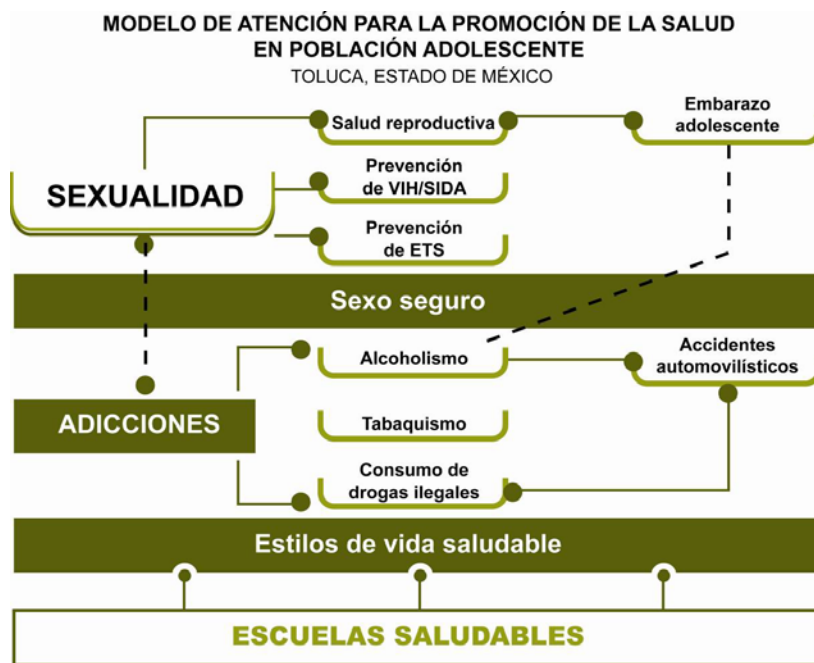 MODELO DE ATENCIÓN PARA LA PROMOCIÓN DE LA SALUD
EN POBLACIÓN ADOLESCENTE
TOLUCA, ESTADO DE MÉXICO
Salud reproductiva
Embarazo
adolescente
SEXUALIDAD
Prevención
de VIH/SIDA
Prevención
de ETS
Sexo seguro
Alcoholismo
Accidentes
automovilísticos
ADICCIONES
Tabaquismo
Consumo de
drogas ilegales
Estilos de vida saludable
ESCUELAS SALUDABLES